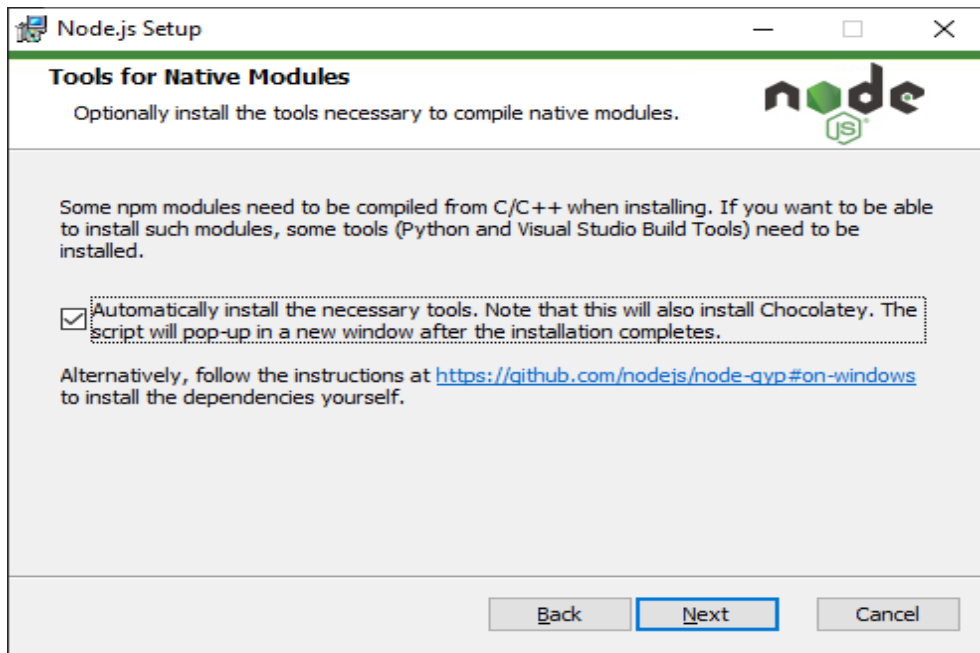 Node.js Setup
Tools for Native Modules
Optionally install the tools necessary to compile native modules.
node
JS
Some npm modules need to be compiled from C/C++ when installing. If you want to be able
to install such modules, some tools (Python and Visual Studio Build Tools) need to be
installed.
Automatically install the necessary tools. Note that this will also install Chocolatey. The
script will pop-up in a new window after the installation completes.
Alternatively, follow the instructions at https://github.com/nodejs/node-gyp#on-windows
to install the dependencies yourself.
Back Next Cancel